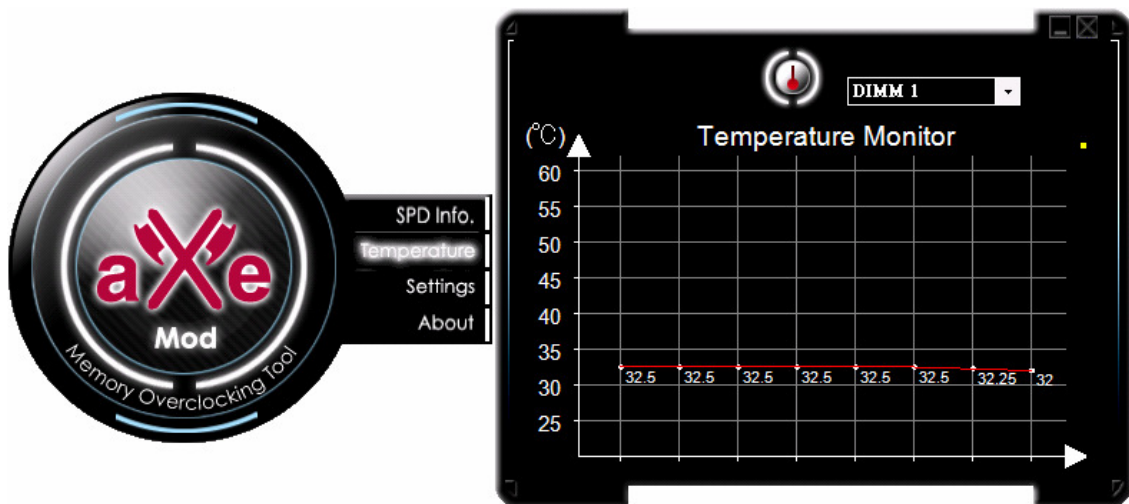 aXe
Mod
Memory Overclocking Tool
SPD Info.
Temperature
Settings
About
DIMM 1
(°C)
Temperature Monitor
60
55
50
45
40
35
30
25
32.5 32.5 32.5 32.5 32.5 32.5 32.25 32